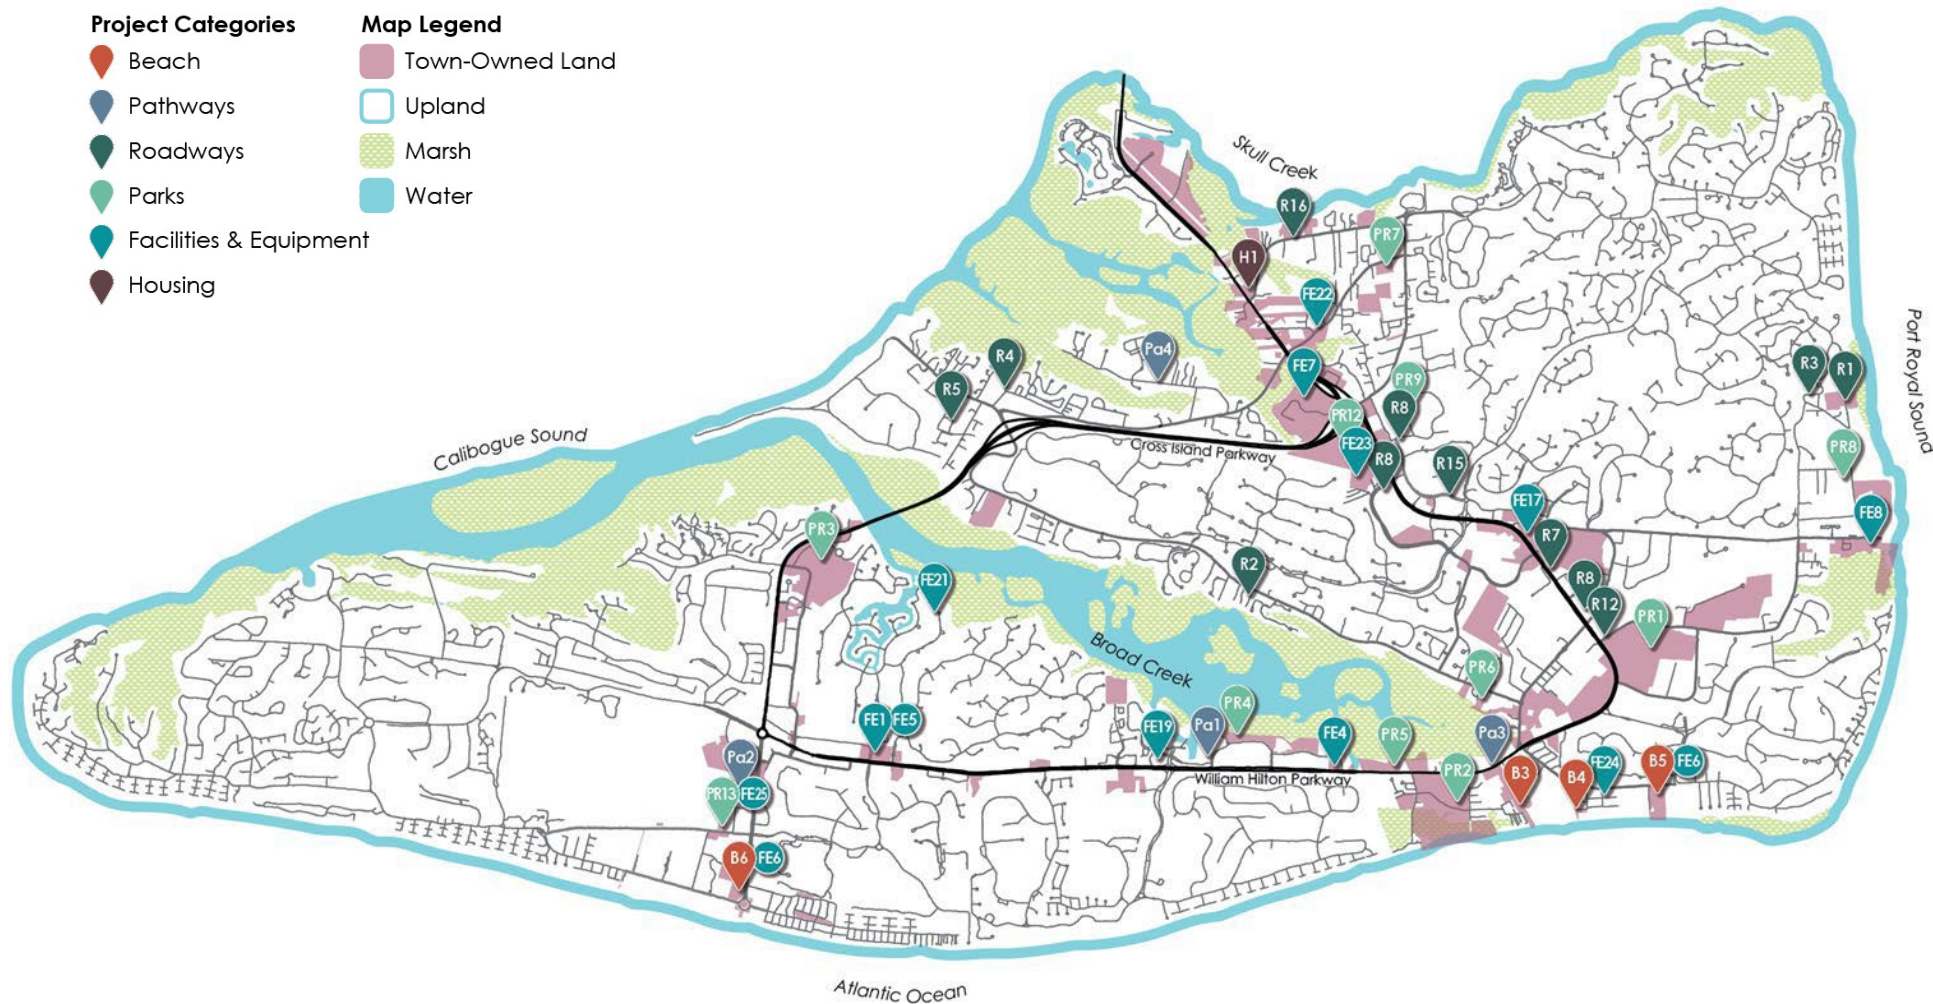 Project Categories
Beach
Pathways
Roadways
Parks
Facilities & Equipment
Housing
Map Legend
Town-Owned Land
Upland
Marsh
Water
Skull Creek
R16
PR7
H1
FE22
Port Royal Sound
R4
Pa4
FE7
R3
R1
R5
PR9
R8
PR12
Calibogue Sound
Cross Island Parkway
FE23
R8
R15
PR8
FE17
FE8
PR3
R7
R2
FE21
R8
R12
PR1
Broad Creek
PR6
PR4
FE1
FE5
FE19
Pa1
FE4
PR5
Pa3
Pa2
William Hilton Parkway
PR2
B3
B4
FE24
B5
FE6
PR13
FE25
B6
FE6
Atlantic Ocean